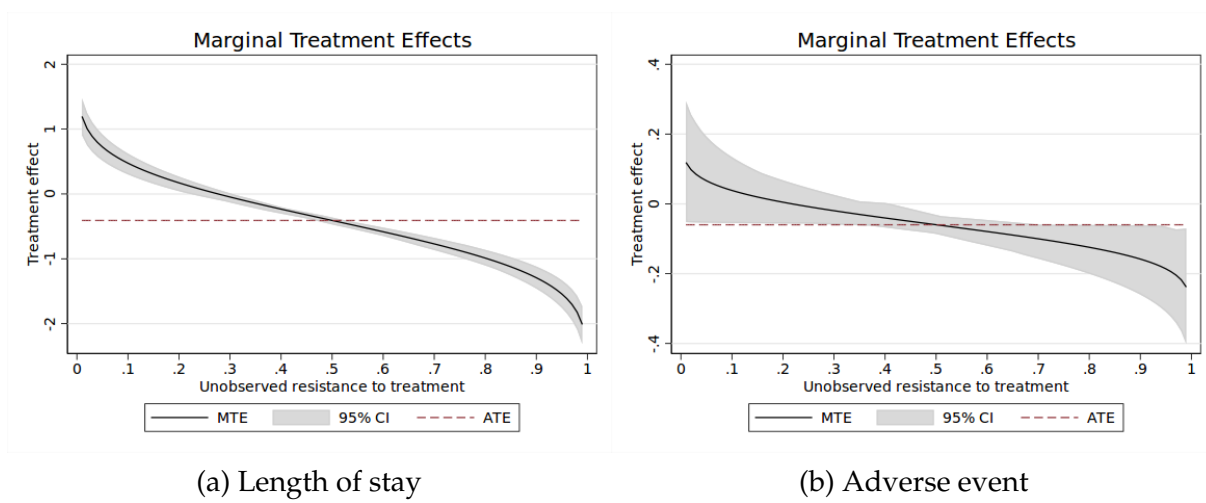 Marginal Treatment Effects
2
1
0
-1
-2
Treatment effect
0 .1 .2 .3 .4 .5 .6 .7 .8 .9 1
Unobserved resistance to treatment
MTE 95% CI ATE
(a) Length of stay
Marginal Treatment Effects
.4
.2
0
-.2
-.4
Treatment effect
0 .1 .2 .3 .4 .5 .6 .7 .8 .9 1
Unobserved resistance to treatment
MTE 95% CI ATE
(b) Adverse event